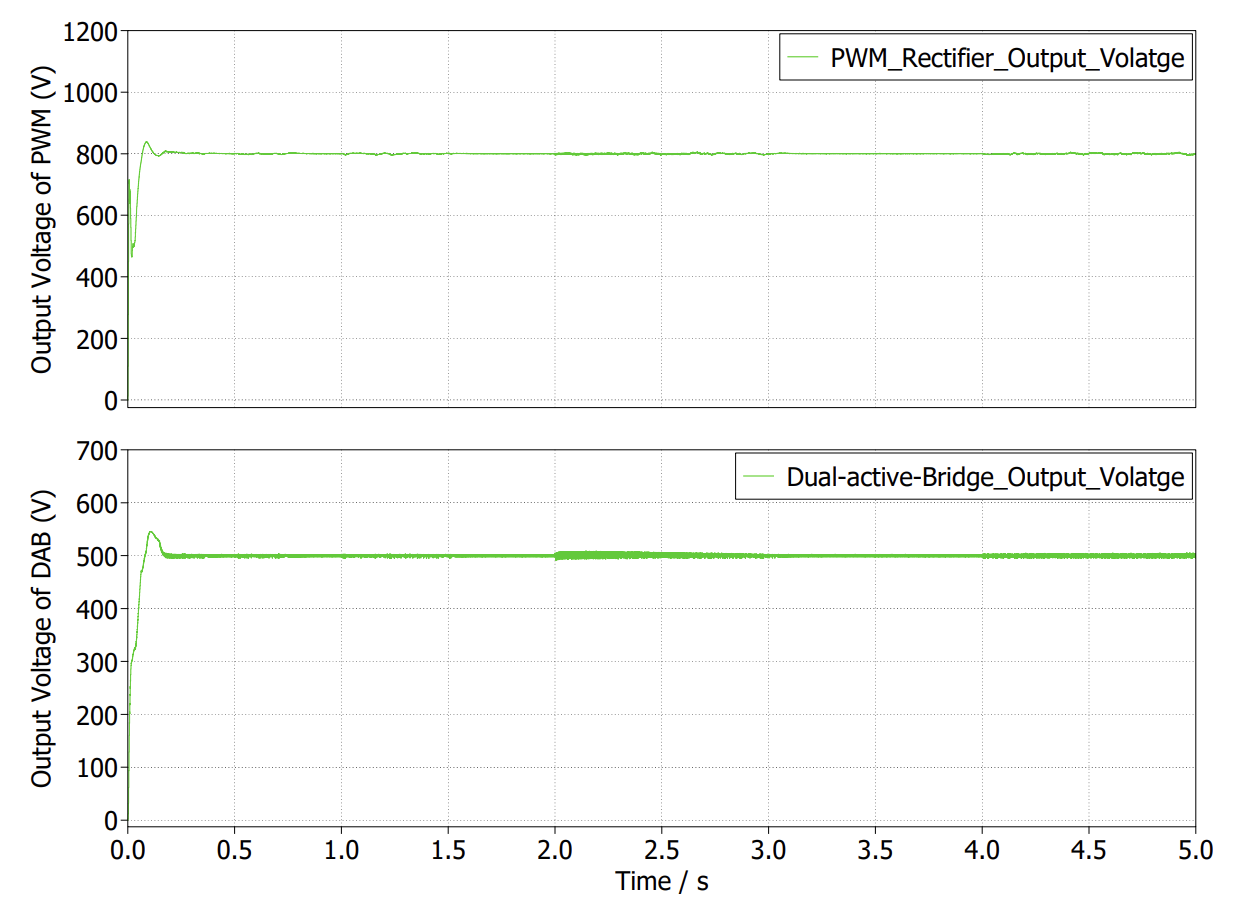 Output Voltage of PWM (V)
1200
1000
800
600
400
200
0
PWM_Rectifier_Output_Volatge
Output Voltage of DAB (V)
700
600
500
400
300
200
100
0
Dual-active-Bridge_Output_Volatge
0.0 0.5 1.0 1.5 2.0 2.5 3.0 3.5 4.0 4.5 5.0
Time / s